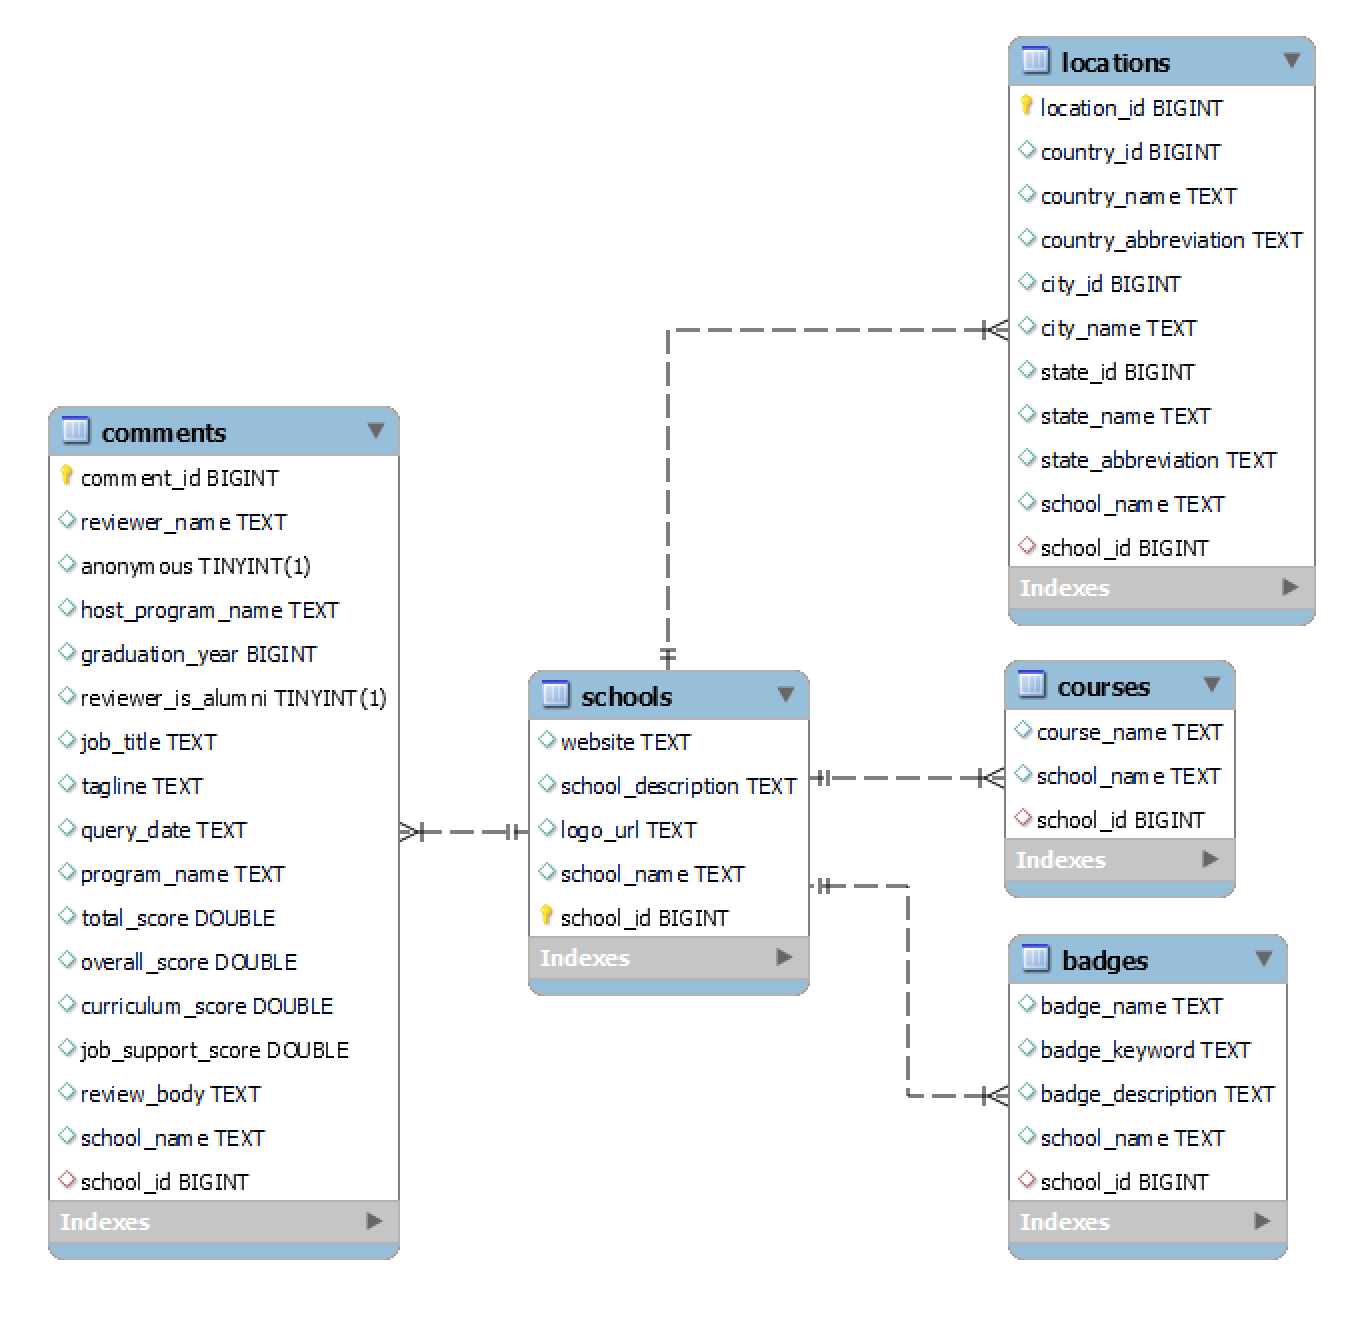 locations
location_id BIGINT
country_id BIGINT
country_name TEXT
country_abbreviation TEXT
city_id BIGINT
city_name TEXT
state_id BIGINT
state_name TEXT
state_abbreviation TEXT
school_name TEXT
school_id BIGINT
Indexes
comments
comment_id BIGINT
reviewer_name TEXT
anonymous TINYINT(1)
host_program_name TEXT
graduation_year BIGINT
reviewer_is_alumni TINYINT(1)
job_title TEXT
tagline TEXT
query_date TEXT
program_name TEXT
total_score DOUBLE
overall_score DOUBLE
curriculum_score DOUBLE
job_support_score DOUBLE
review_body TEXT
school_name TEXT
school_id BIGINT
Indexes
schools
website TEXT
school_description TEXT
logo_url TEXT
school_name TEXT
school_id BIGINT
Indexes
courses
course_name TEXT
school_name TEXT
school_id BIGINT
Indexes
badges
badge_name TEXT
badge_keyword TEXT
badge_description TEXT
school_name TEXT
school_id BIGINT
Indexes